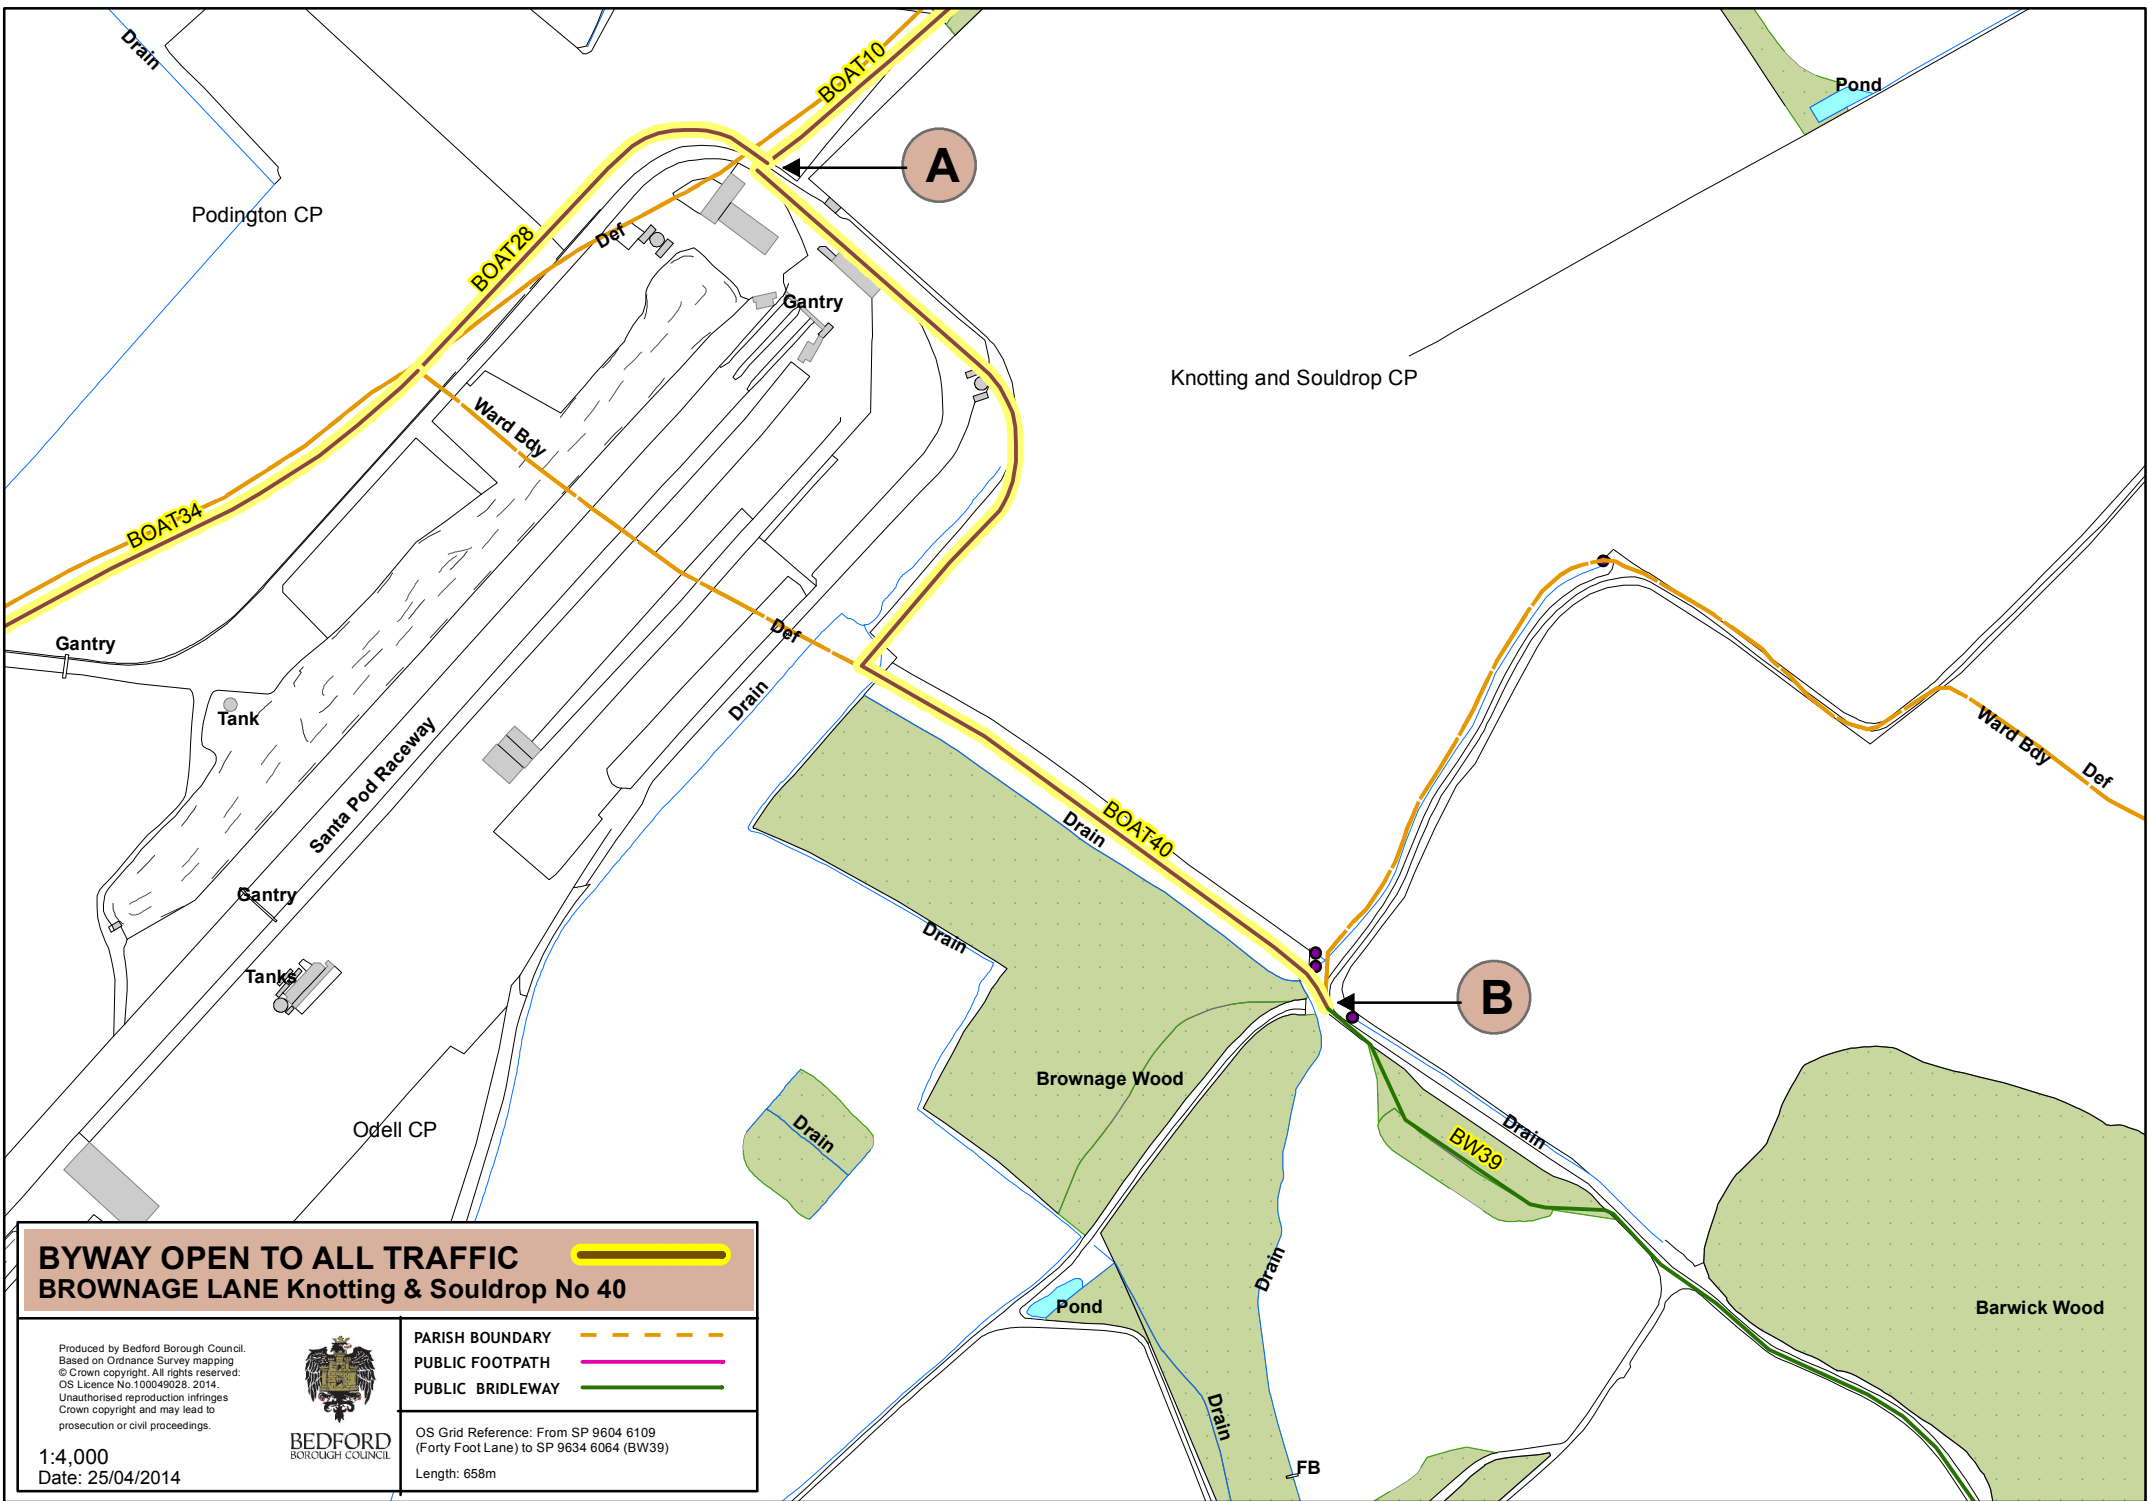 Drain
BOAT10
Pond
A
Podington CP
BOAT28
Def
Gantry
Knotting and Souldrop CP
Ward Bdy
BOAT34
Def
Gantry
Drain
Tank
Santa Pod Raceway
Ward Bdy
Def
BOAT40
Drain
Gantry
Drain
Tanks
B
Brownage Wood
Odell CP
Drain
Drain
BW39
Drain
Pond
Barwick Wood
Drain
FB
BYWAY OPEN TO ALL TRAFFIC
BROWNAGE LANE Knotting & Souldrop No 40
Produced by Bedford Borough Council.
Based on Ordnance Survey mapping
© Crown copyright. All rights reserved:
OS Licence No.100049028. 2014.
Unauthorised reproduction infringes
Crown copyright and may lead to
prosecution or civil proceedings.
1:4,000
Date: 25/04/2014
BEDFORD
BOROUGH COUNCIL
PARISH BOUNDARY
PUBLIC FOOTPATH
PUBLIC BRIDLEWAY
OS Grid Reference: From SP 9604 6109
(Forty Foot Lane) to SP 9634 6064 (BW39)
Length: 658m